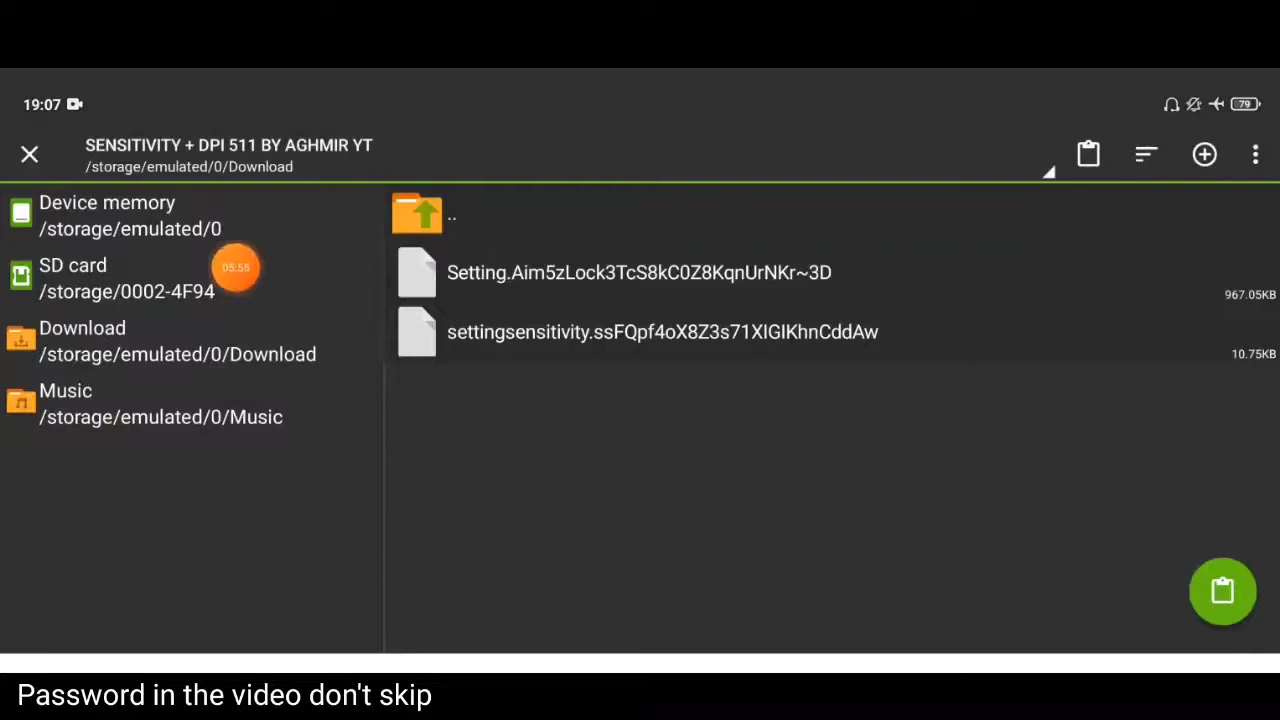 19:07
79
SENSITIVITY + DPI 511 BY AGHMIR YT
/storage/emulated/0/Download
Device memory
/storage/emulated/0
SD card
/storage/0002-4F94
05:55
Download
/storage/emulated/0/Download
Music
/storage/emulated/0/Music
..
Setting.Aim5zLock3TcS8kC0Z8KqnUrNKr~3D
967.05KB
settingsensitivity.ssFQpf4oX8Z3s71XIGIKhnCddAw
10.75KB
Password in the video don't skip